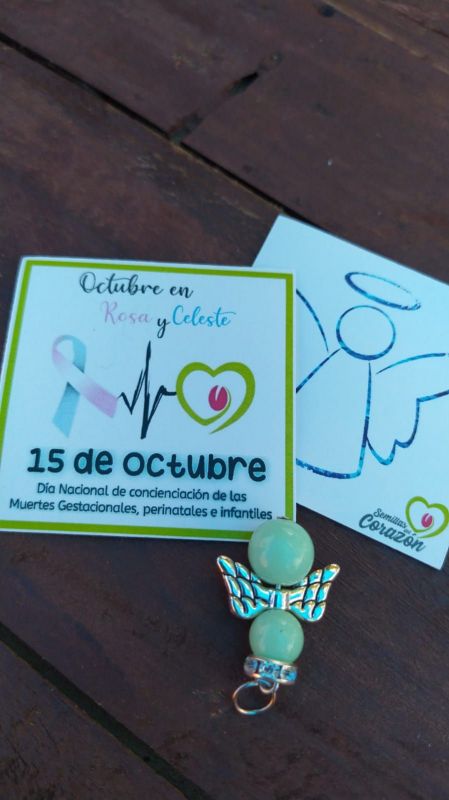 Octubre en
Rosa y Celeste
15 de octubre
Día Nacional de concienciación de las
Muertes Gestacionales, perinatales e infantiles
Semillas
Corazón